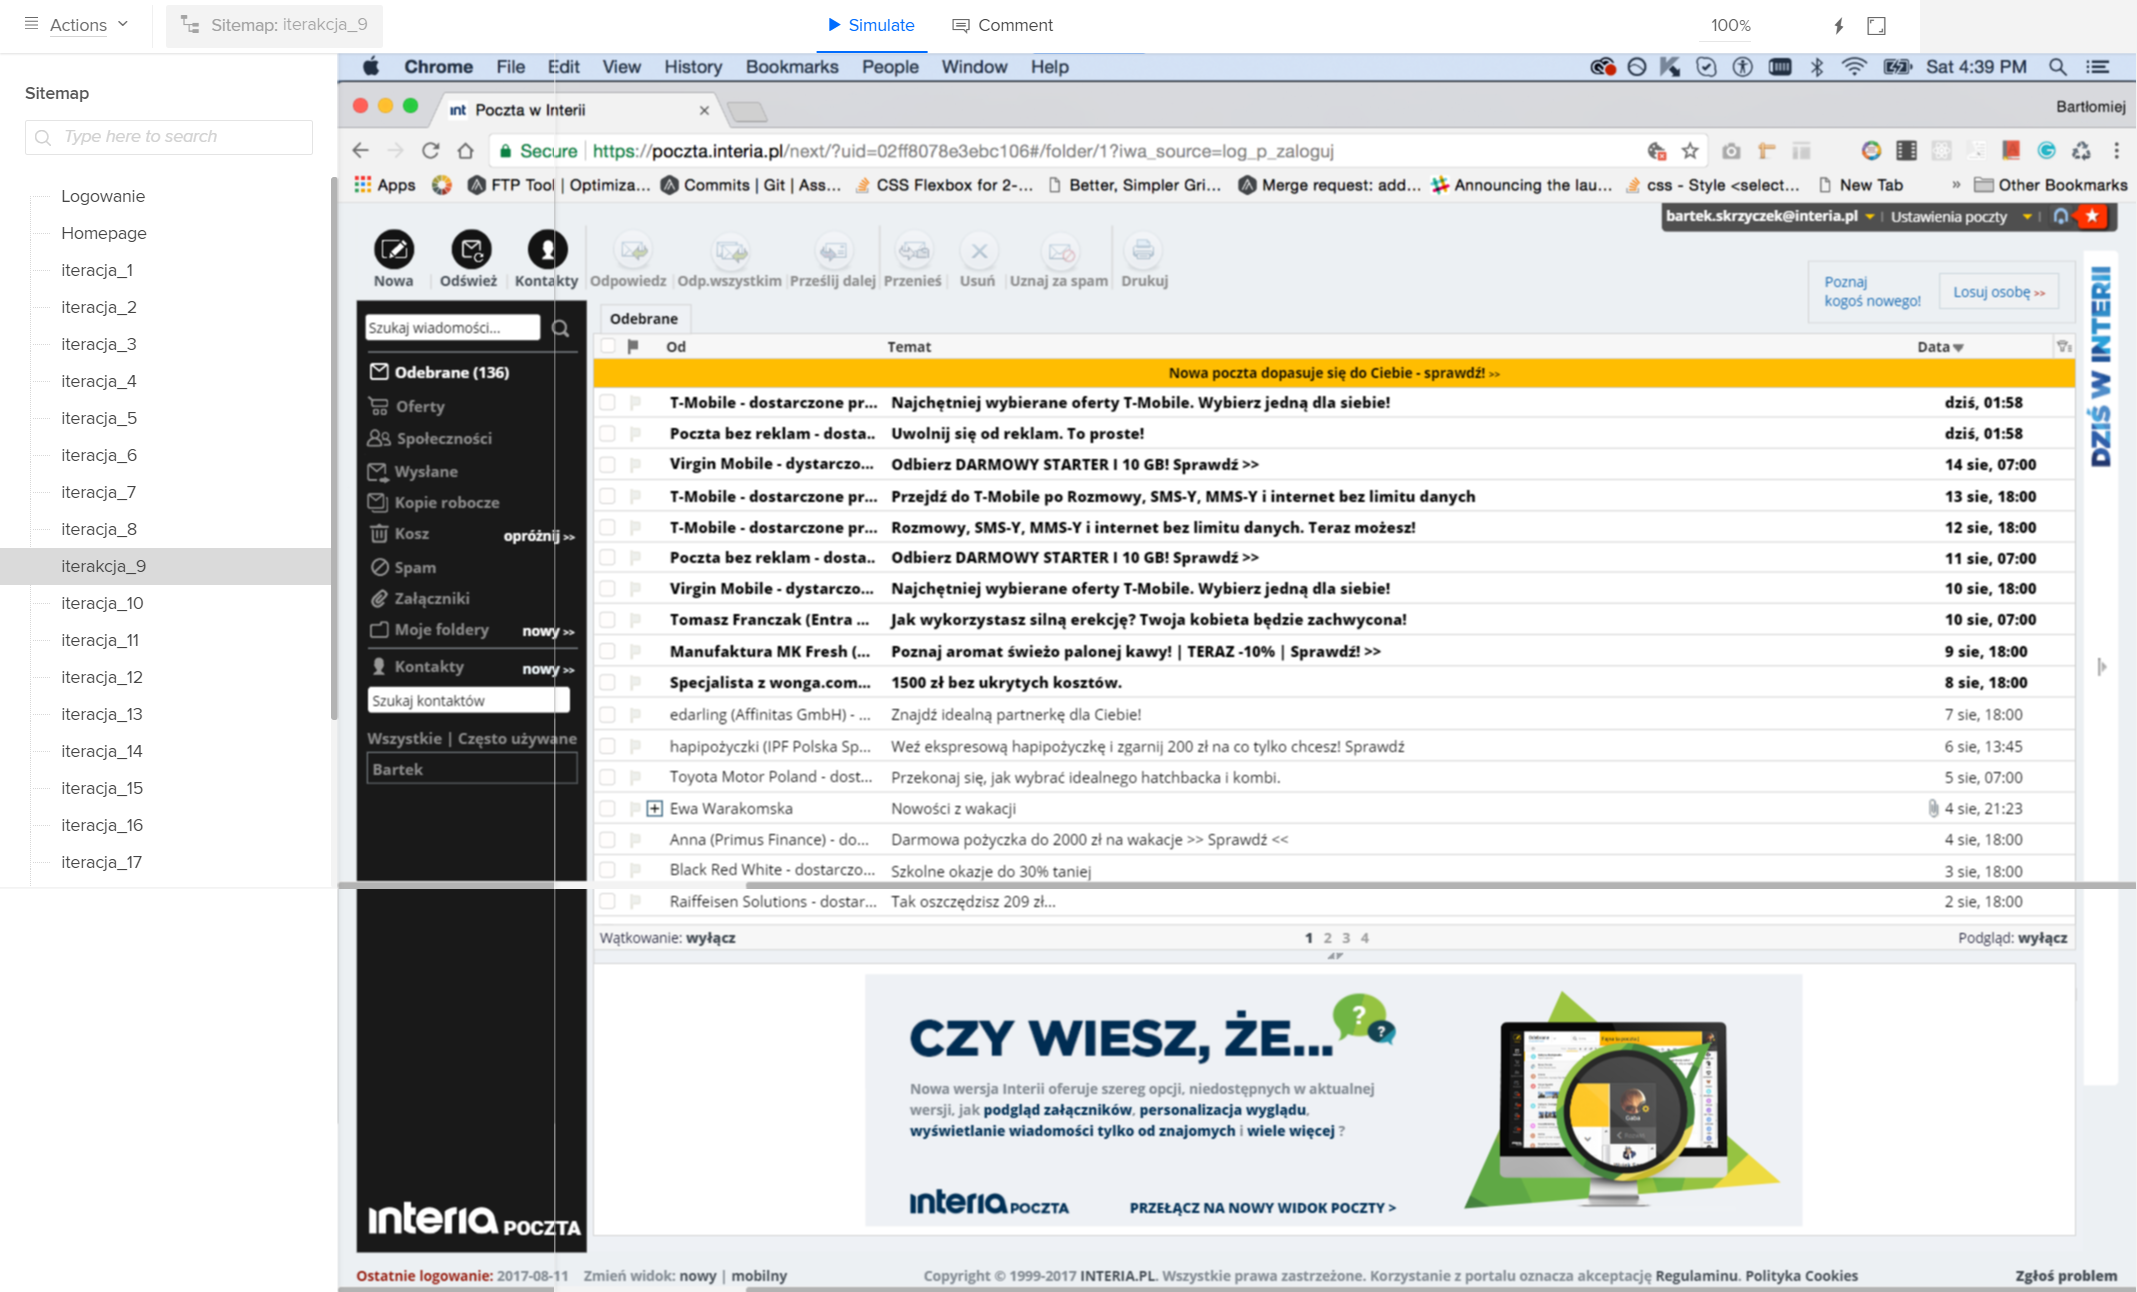 Actions
Sitemap: iterakcja_9
Simulate
Comment
100%
Sitemap
Type here to search
Logowanie
Homepage
iteracja_1
iteracja_2
iteracja_3
iteracja_4
iteracja_5
iteracja_6
iteracja_7
iteracja_8
iterakcja_9
iteracja_10
iteracja_11
iteracja_12
iteracja_13
iteracja_14
iteracja_15
iteracja_16
iteracja_17
Chrome File Edit View History Bookmarks People Window Help
Sat 4:39 PM
int Poczta w Interii
Bartłomiej
Secure https://poczta.interia.pl/next/?uid=02ff8078e3ebc106#/folder/1?iwa_source=log_p_zaloguj
Apps FTP Tool | Optimiza... Commits | Git | Ass... CSS Flexbox for 2-... Better, Simpler Gri... Merge request: add... Announcing the lau... css - Style <select... New Tab » Other Bookmarks
bartek.skrzyczek@interia.pl Ustawienia poczty
Nowa Odśwież Kontakty Odpowiedz Odp.wszystkim Prześlij dalej Przenieś Usuń Uznaj za spam Drukuj
Poznaj
kogoś nowego!
Losuj osobę >>
DZIŚ W INTERII
Szukaj wiadomości...
Odebrane (136)
Oferty
Społeczności
Wysłane
Kopie robocze
Kosz opróżnij >>
Spam
Załączniki
Moje foldery nowy >>
Kontakty nowy >>
Szukaj kontaktów
Wszystkie | Często używane
Bartek
interia POCZTA
Odebrane
Od Temat Data
Nowa poczta dopasuje się do Ciebie - sprawdź! >>
T-Mobile - dostarczone pr... Najchętniej wybierane oferty T-Mobile. Wybierz jedną dla siebie! dziś, 01:58
Poczta bez reklam - dosta.. Uwolnij się od reklam. To proste! dziś, 01:58
Virgin Mobile - dystarczo... Odbierz DARMOWY STARTER I 10 GB! Sprawdź >> 14 sie, 07:00
T-Mobile - dostarczone pr... Przejdź do T-Mobile po Rozmowy, SMS-Y, MMS-Y i internet bez limitu danych 13 sie, 18:00
T-Mobile - dostarczone pr... Rozmowy, SMS-Y, MMS-Y i internet bez limitu danych. Teraz możesz! 12 sie, 18:00
Poczta bez reklam - dosta.. Odbierz DARMOWY STARTER I 10 GB! Sprawdź >> 11 sie, 07:00
Virgin Mobile - dystarczo... Najchętniej wybierane oferty T-Mobile. Wybierz jedną dla siebie! 10 sie, 18:00
Tomasz Franczak (Entra ... Jak wykorzystasz silną erekcję? Twoja kobieta będzie zachwycona! 10 sie, 07:00
Manufaktura MK Fresh (... Poznaj aromat świeżo palonej kawy! | TERAZ -10% | Sprawdź! >> 9 sie, 18:00
Specjalista z wonga.com... 1500 zł bez ukrytych kosztów. 8 sie, 18:00
edarling (Affinitas GmbH) - ... Znajdź idealną partnerkę dla Ciebie! 7 sie, 18:00
hapipożyczki (IPF Polska Sp... Weź ekspresową hapipożyczkę i zgarnij 200 zł na co tylko chcesz! Sprawdź 6 sie, 13:45
Toyota Motor Poland - dost... Przekonaj się, jak wybrać idealnego hatchbacka i kombi. 5 sie, 07:00
Ewa Warakomska Nowości z wakacji 4 sie, 21:23
Anna (Primus Finance) - do... Darmowa pożyczka do 2000 zł na wakacje >> Sprawdź << 4 sie, 18:00
Black Red White - dostarczo... Szkolne okazje do 30% taniej 3 sie, 18:00
Raiffeisen Solutions - dostar... Tak oszczędzisz 209 zł... 2 sie, 18:00
Wątkowanie: wyłącz 1 2 3 4 Podgląd: wyłącz
CZY WIESZ, ŻE...
Nowa wersja Interii oferuje szereg opcji, niedostępnych w aktualnej
wersji, jak podgląd załączników, personalizacja wyglądu,
wyświetlanie wiadomości tylko od znajomych i wiele więcej ?
interia POCZTA PRZEŁĄCZ NA NOWY WIDOK POCZTY >
Ostatnie logowanie: 2017-08-11 Zmień widok: nowy | mobilny Copyright © 1999-2017 INTERIA.PL. Wszystkie prawa zastrzeżone. Korzystanie z portalu oznacza akceptację Regulaminu. Polityka Cookies Zgłoś problem